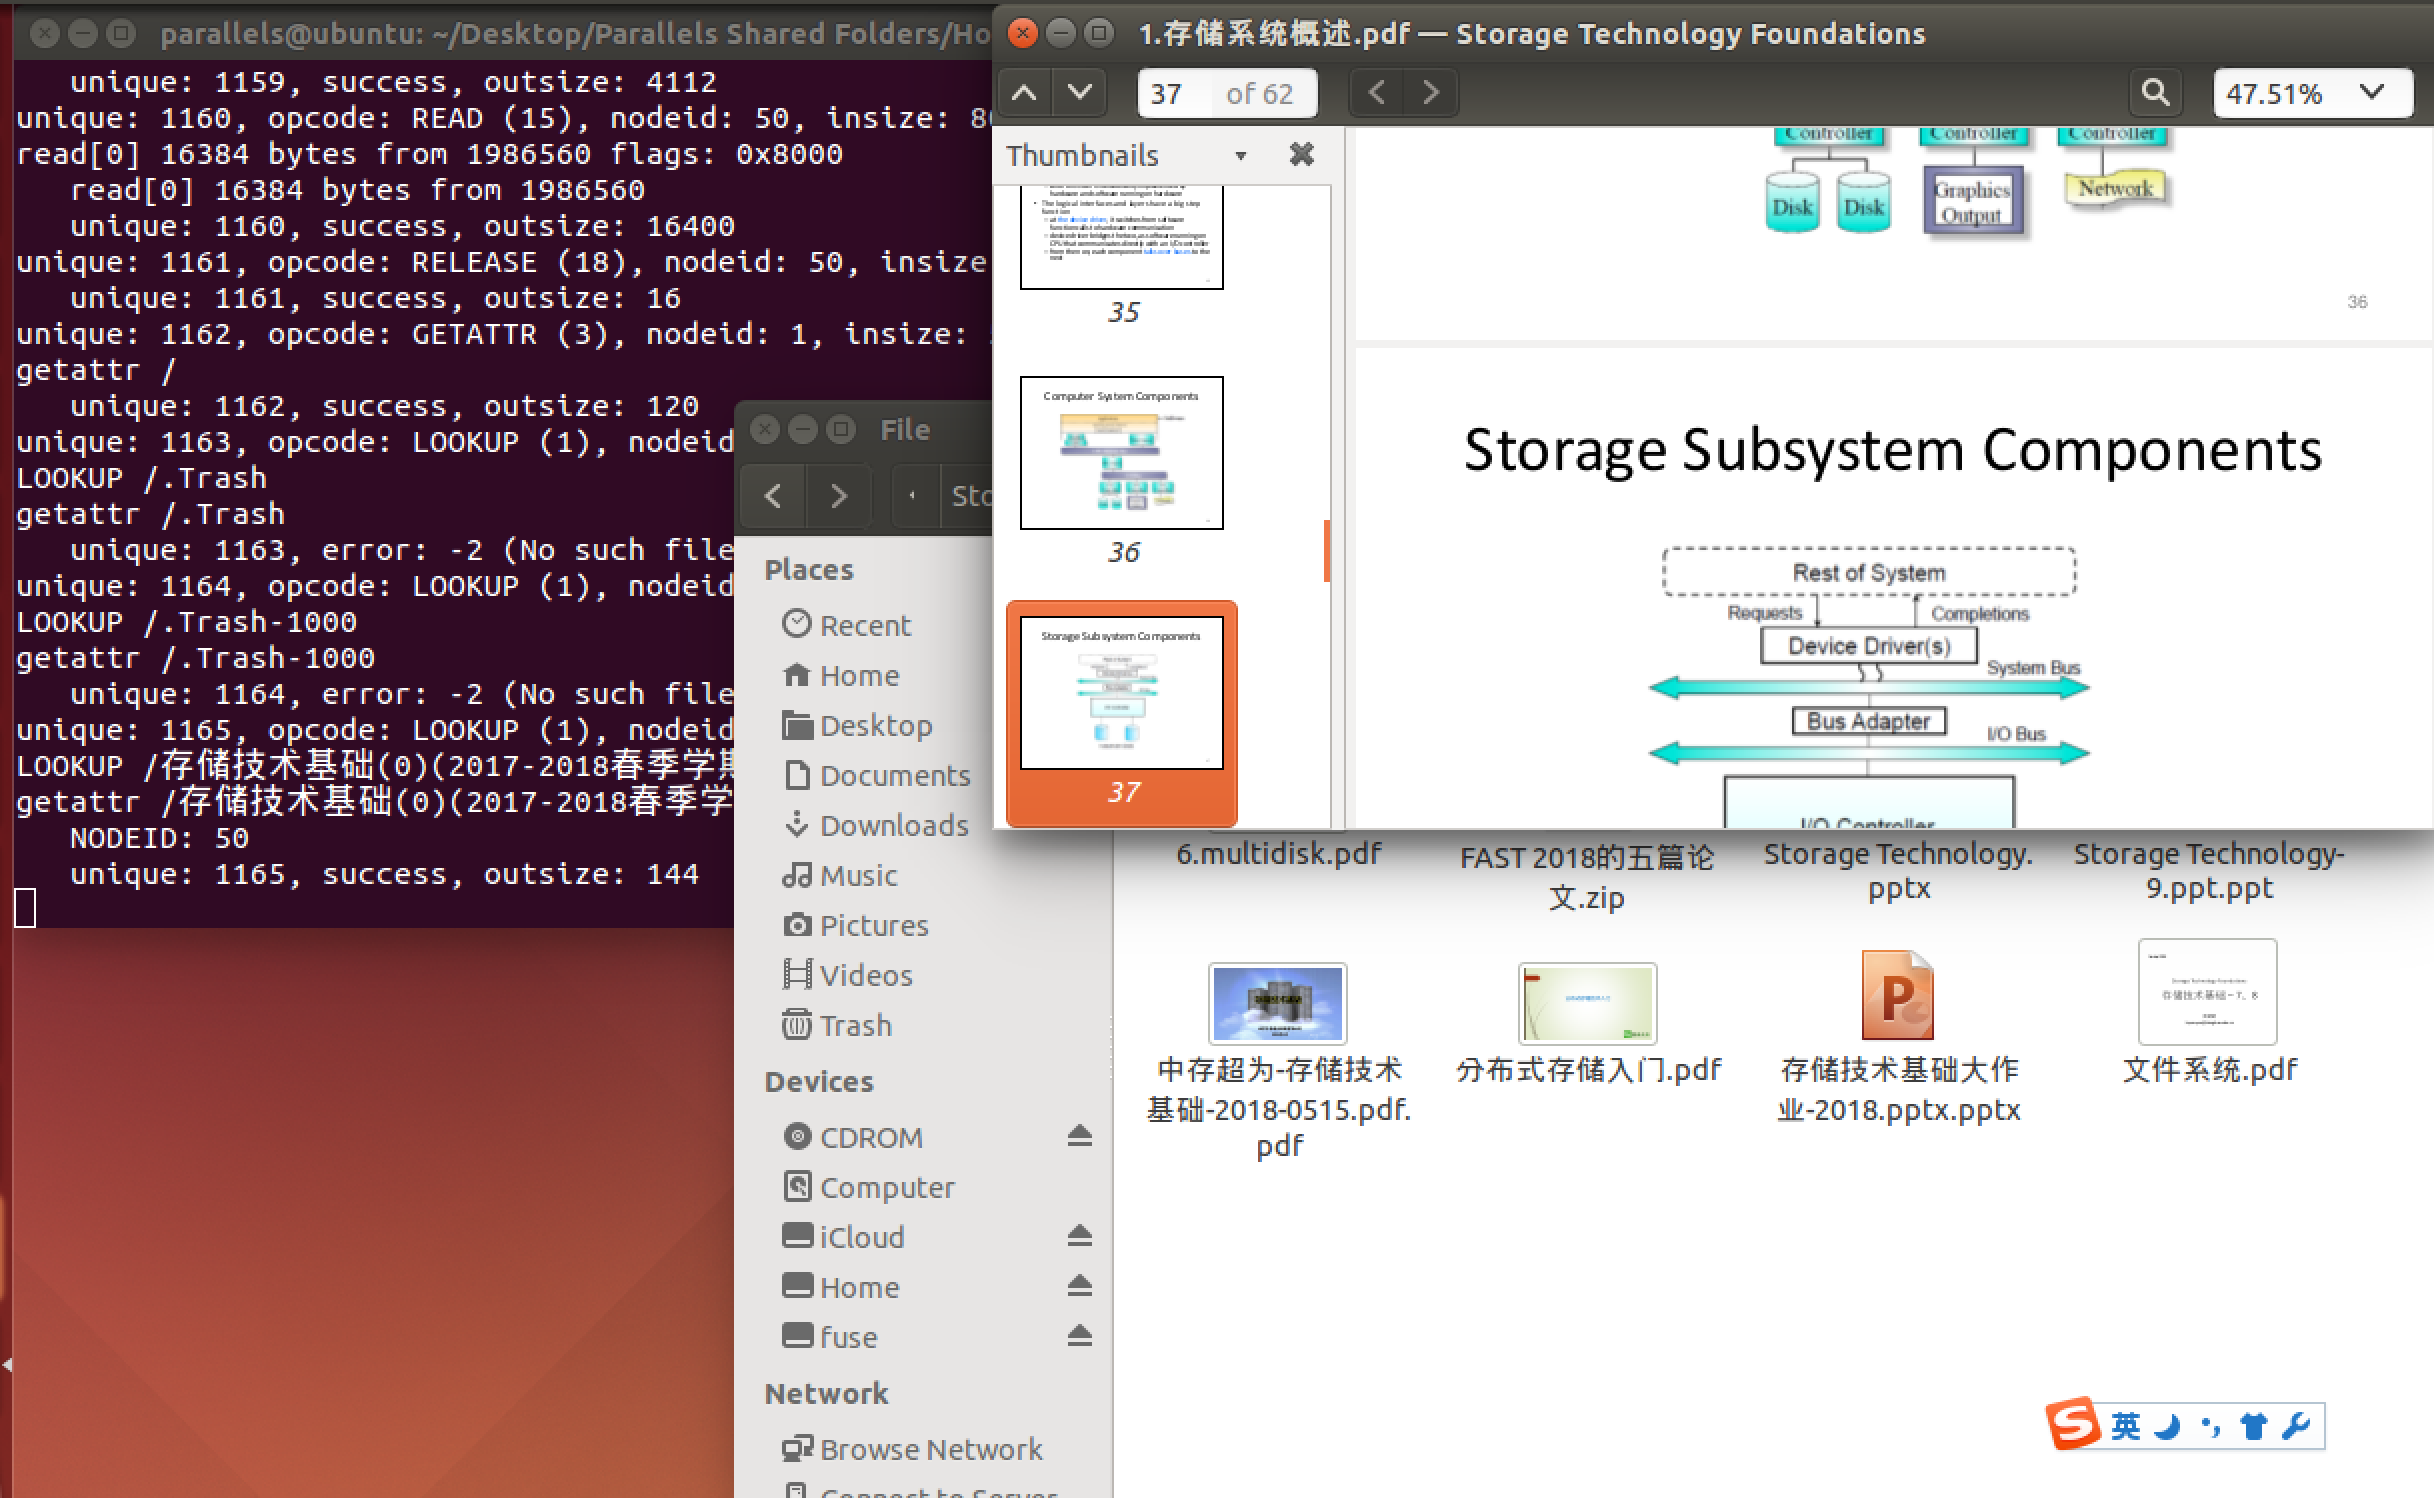 parallels@ubuntu: ~/Desktop/Parallels Shared Folders/Ho
unique: 1159, success, outsize: 4112
unique: 1160, opcode: READ (15), nodeid: 50, insize: 8
read[0] 16384 bytes from 1986560 flags: 0x8000
read[0] 16384 bytes from 1986560
unique: 1160, success, outsize: 16400
unique: 1161, opcode: RELEASE (18), nodeid: 50, insize
unique: 1161, success, outsize: 16
unique: 1162, opcode: GETATTR (3), nodeid: 1, insize:
getattr /
unique: 1162, success, outsize: 120
unique: 1163, opcode: LOOKUP (1), nodeid
LOOKUP /.Trash
getattr /.Trash
unique: 1163, error: -2 (No such file
unique: 1164, opcode: LOOKUP (1), nodeid
LOOKUP /.Trash-1000
getattr /.Trash-1000
unique: 1164, error: -2 (No such file
unique: 1165, opcode: LOOKUP (1), nodeid
LOOKUP /存储技术基础(0)(2017-2018春季学期
getattr /存储技术基础(0)(2017-2018春季学
NODEID: 50
unique: 1165, success, outsize: 144
1.存储系统概述.pdf — Storage Technology Foundations
37 of 62
47.51%
Thumbnails
35
Computer System Components
36
Storage Subsystem Components
37
Controller Controller Controller
Disk Disk Graphics Output Network
36
Storage Subsystem Components
Rest of System
Requests Completions
Device Driver(s)
System Bus
Bus Adapter
I/O Bus
I/O Controller
File
Sto
Places
Recent
Home
Desktop
Documents
Downloads
Music
Pictures
Videos
Trash
Devices
CDROM
Computer
iCloud
Home
fuse
Network
Browse Network
Connect to Server
6.multidisk.pdf
FAST 2018的五篇论
文.zip
Storage Technology.
pptx
Storage Technology-
9.ppt.ppt
中存超为-存储技术
基础-2018-0515.pdf.
pdf
分布式存储入门.pdf
P
存储技术基础大作
业-2018.pptx.pptx
存储技术基础－7、8
文件系统.pdf
S 英